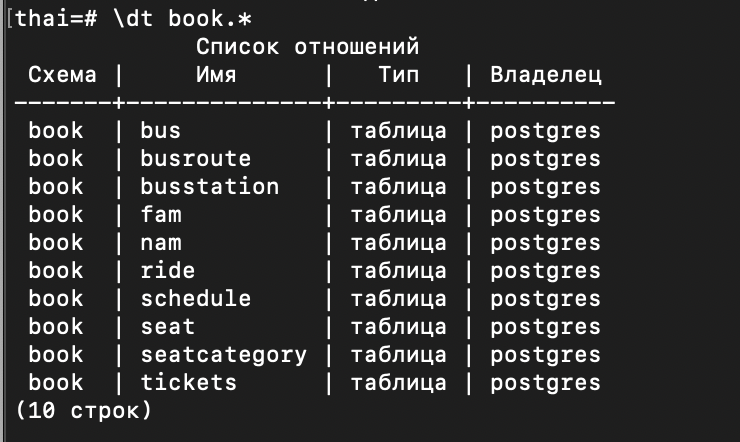 thai=# \dt book.*
Список отношений
Схема | Имя | Тип | Владелец
-------+---------------+---------+----------
book | bus | таблица | postgres
book | busroute | таблица | postgres
book | busstation | таблица | postgres
book | fam | таблица | postgres
book | nam | таблица | postgres
book | ride | таблица | postgres
book | schedule | таблица | postgres
book | seat | таблица | postgres
book | seatcategory | таблица | postgres
book | tickets | таблица | postgres
(10 строк)